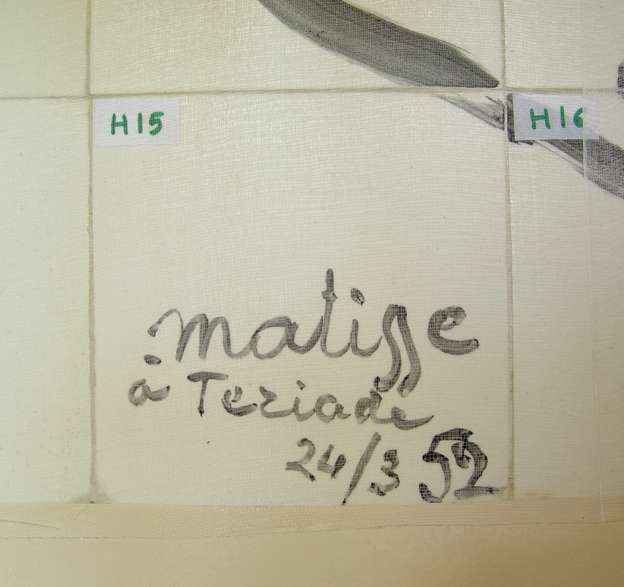 H15
H16
matisse
à Teriade
24/3 52